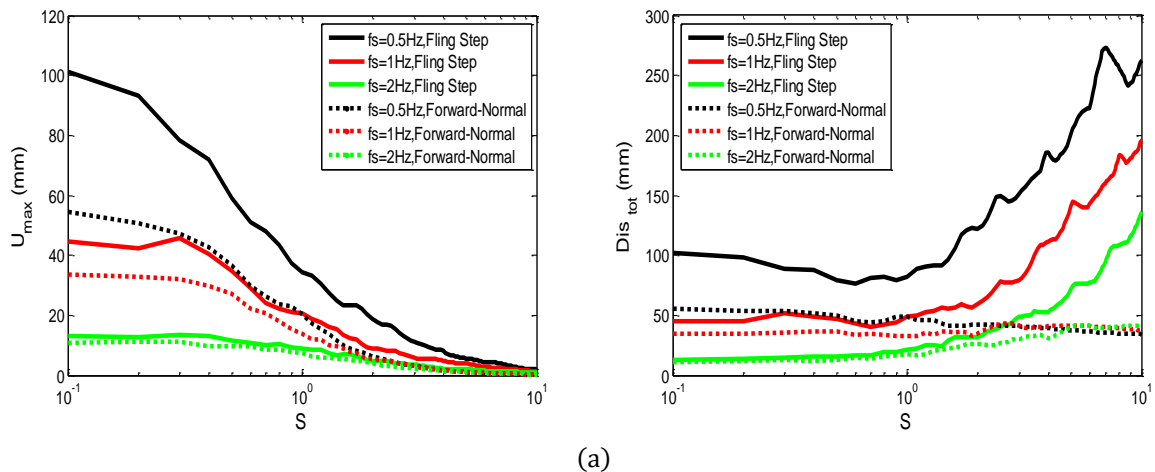 120
100
80
60
40
20
0
U_max (mm)
fs=0.5Hz,Fling Step
fs=1Hz,Fling Step
fs=2Hz,Fling Step
fs=0.5Hz,Forward-Normal
fs=1Hz,Forward-Normal
fs=2Hz,Forward-Normal
10^-1
10^0
10^1
S
300
250
200
150
100
50
0
Dis_tot (mm)
fs=0.5Hz,Fling Step
fs=1Hz,Fling Step
fs=2Hz,Fling Step
fs=0.5Hz,Forward-Normal
fs=1Hz,Forward-Normal
fs=2Hz,Forward-Normal
10^-1
10^0
10^1
S
(a)